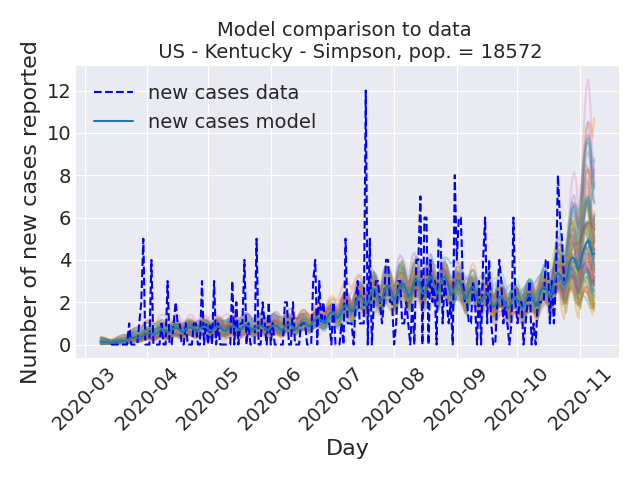 Model comparison to data
US - Kentucky - Simpson, pop. = 18572
Number of new cases reported
12
10
8
6
4
2
0
new cases data
new cases model
2020-03
2020-04
2020-05
2020-06
2020-07
2020-08
2020-09
2020-10
2020-11
Day